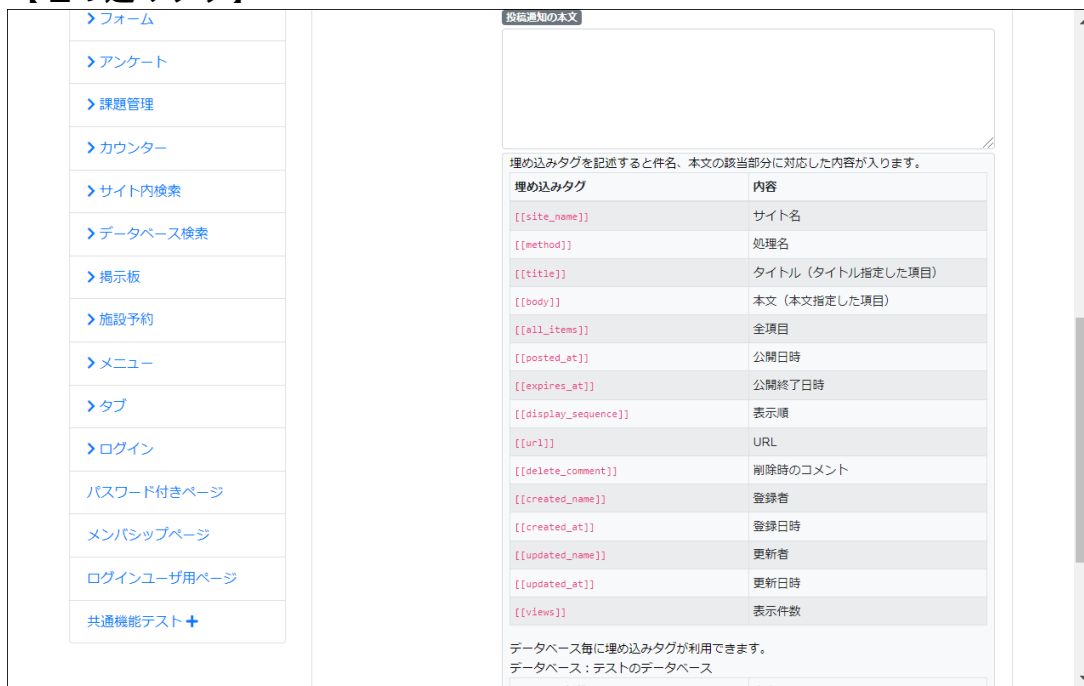 フォーム
アンケート
課題管理
カウンター
サイト内検索
データベース検索
掲示板
施設予約
メニュー
タブ
ログイン
パスワード付きページ
メンバシップページ
ログインユーザ用ページ
共通機能テスト
投稿通知の本文
埋め込みタグを記述すると件名、本文の該当部分に対応した内容が入ります。
埋め込みタグ 内容
[[site_name]] サイト名
[[method]] 処理名
[[title]] タイトル（タイトル指定した項目）
[[body]] 本文（本文指定した項目）
[[all_items]] 全項目
[[posted_at]] 公開日時
[[expires_at]] 公開終了日時
[[display_sequence]] 表示順
[[url]] URL
[[delete_comment]] 削除時のコメント
[[created_name]] 登録者
[[created_at]] 登録日時
[[updated_name]] 更新者
[[updated_at]] 更新日時
[[views]] 表示件数
データベース毎に埋め込みタグが利用できます。
データベース：テストのデータベース